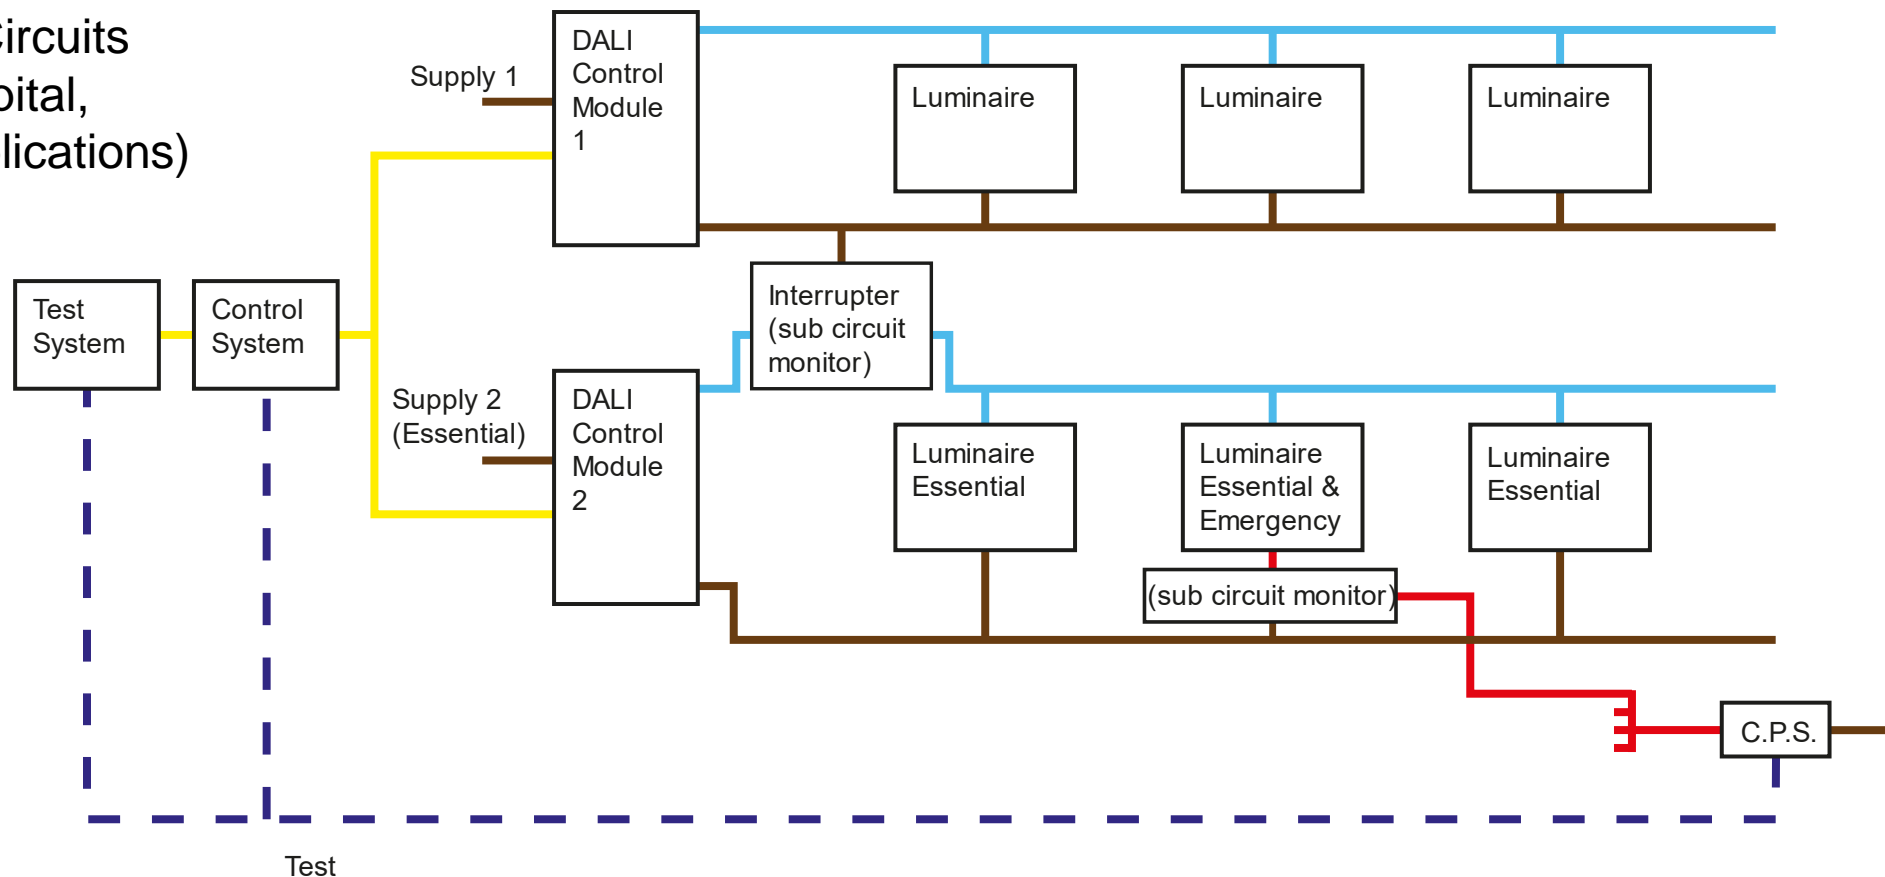 Circuits
pital,
lications)
Supply 1
DALI
Control
Module
1
Luminaire
Luminaire
Luminaire
Test
System
Control
System
Interrupter
(sub circuit
monitor)
Supply 2
(Essential)
DALI
Control
Module
2
Luminaire
Essential
Luminaire
Essential &
Emergency
Luminaire
Essential
(sub circuit monitor)
C.P.S.
Test